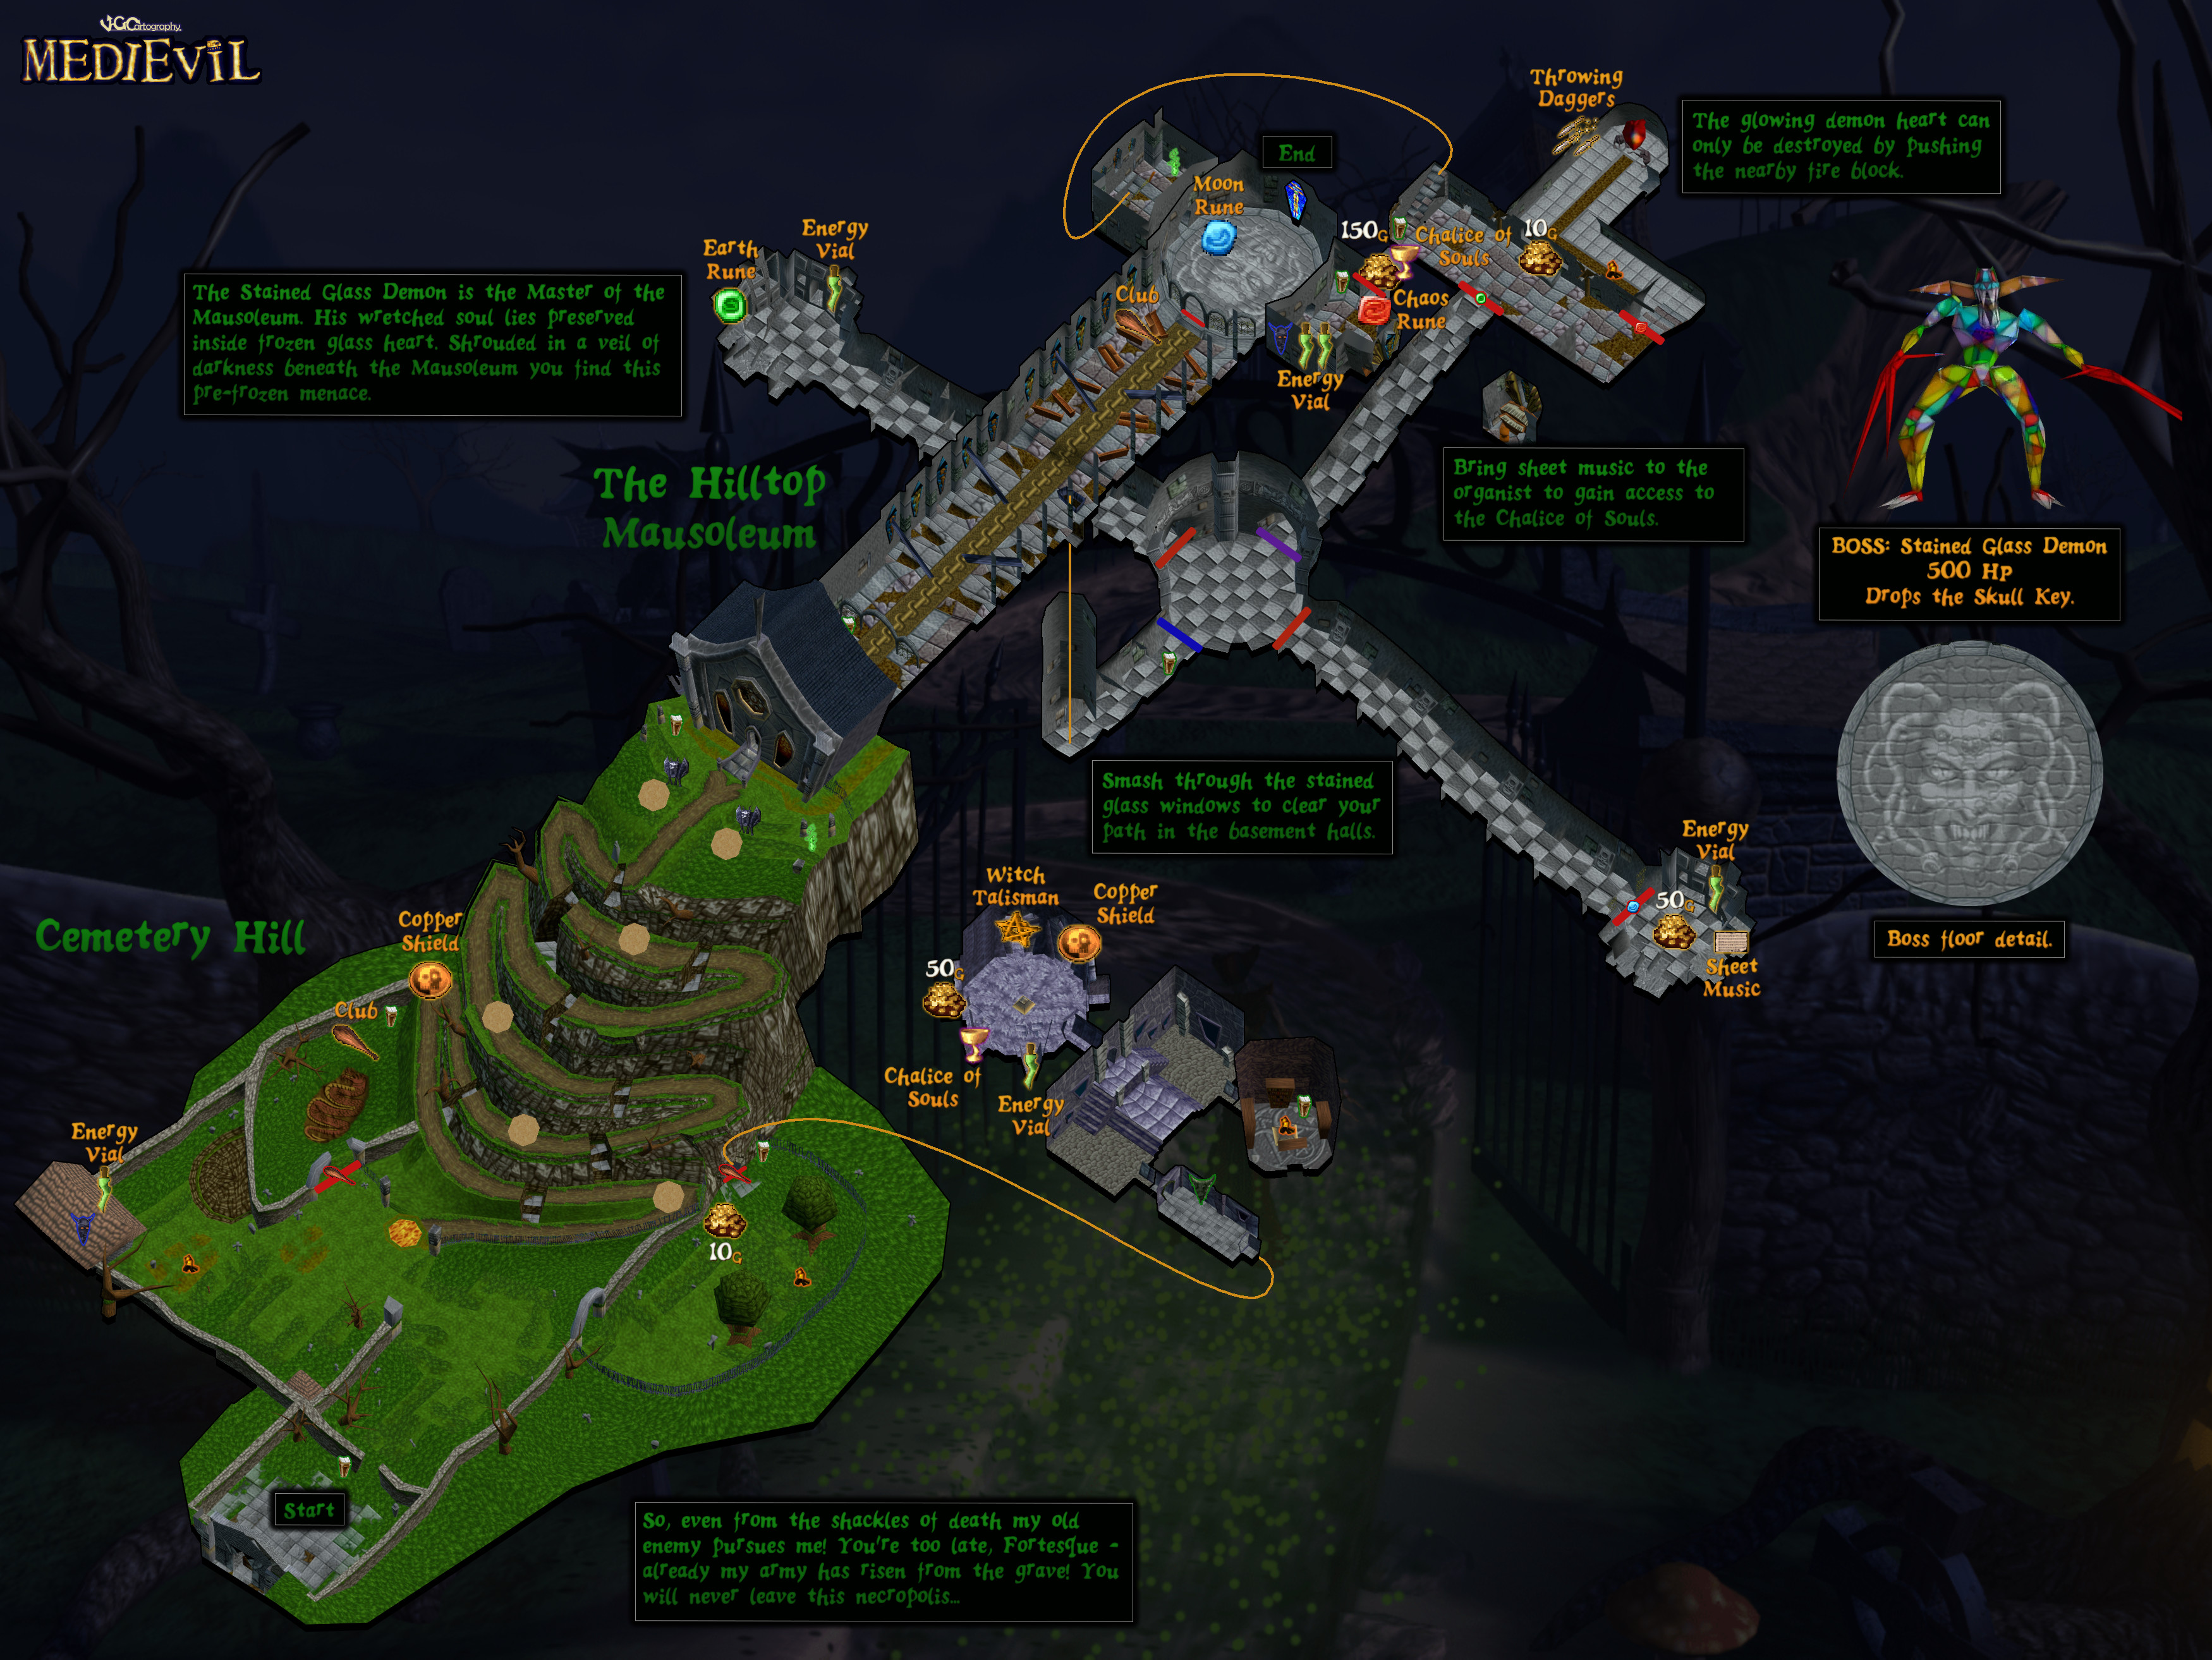 VGCartography
MEDIEVIL
Throwing
Daggers
The glowing demon heart can
only be destroyed by pushing
the nearby fire block.
End
Moon
Rune
150G
Chalice of
Souls
10G
Energy
Vial
Earth
Rune
Club
Chaos
Rune
Energy
Vial
The Stained Glass Demon is the Master of the
Mausoleum. His wretched soul lies preserved
inside frozen glass heart. Shrouded in a veil of
darkness beneath the Mausoleum you find this
pre-frozen menace.
The Hilltop
Mausoleum
Bring sheet music to the
organist to gain access to
the Chalice of Souls.
BOSS: Stained Glass Demon
500 Hp
Drops the Skull Key.
Smash through the stained
glass windows to clear your
path in the basement halls.
Energy
Vial
50G
Sheet
Music
Boss floor detail.
Witch
Talisman
Copper
Shield
50G
Chalice of
Souls
Energy
Vial
Cemetery Hill
Copper
Shield
Club
Energy
Vial
10G
Start
So, even from the shackles of death my old
enemy pursues me! You're too late, Fortesque -
already my army has risen from the grave! You
will never leave this necropolis...